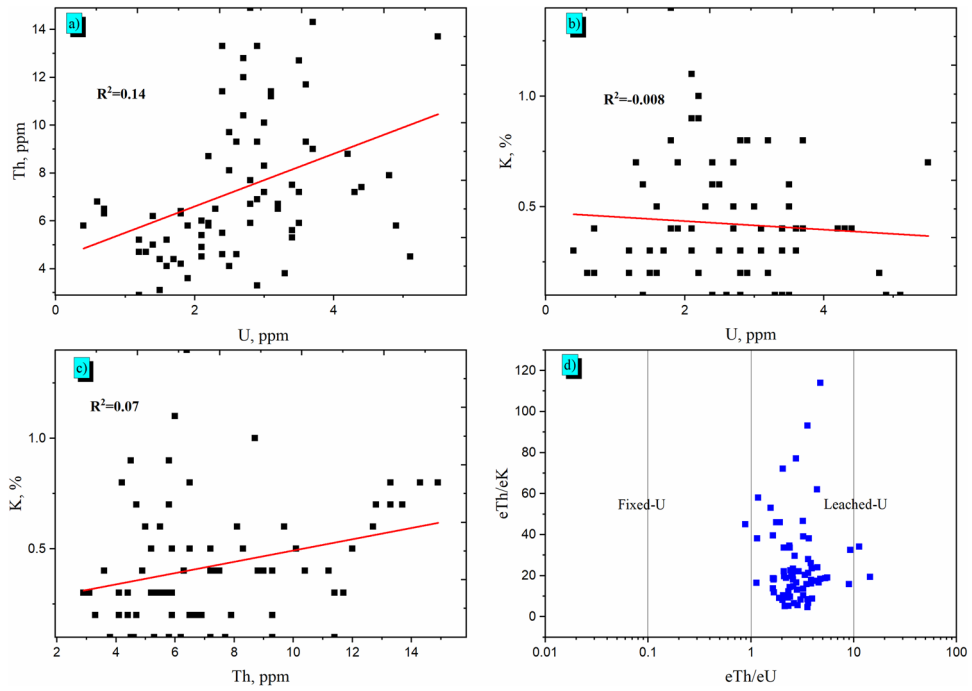 a)
R²=0.14
Th, ppm
14
12
10
8
6
4
0
2
4
U, ppm
b)
R²=-0.008
K, %
1.0
0.5
0
2
4
U, ppm
c)
R²=0.07
K, %
1.0
0.5
2
4
6
8
10
12
14
Th, ppm
d)
eTh/eK
120
100
80
60
40
20
0
Fixed-U
Leached-U
0.01
0.1
1
10
100
eTh/eU